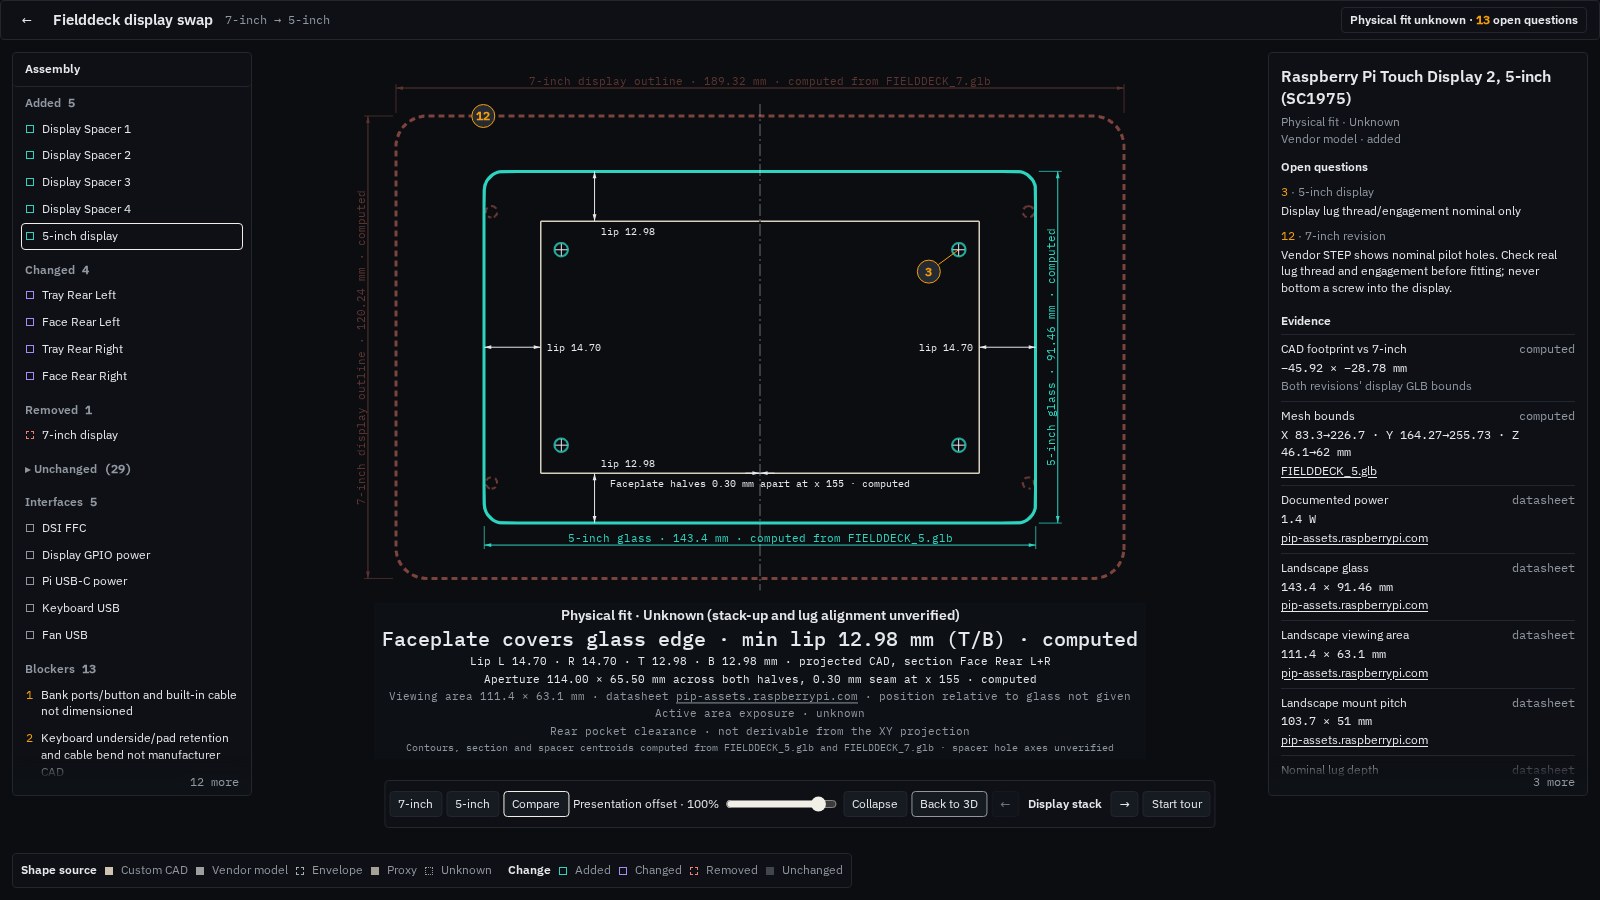 ← Fielddeck display swap 7-inch → 5-inch
Physical fit unknown · 13 open questions
Assembly
Added 5
Display Spacer 1
Display Spacer 2
Display Spacer 3
Display Spacer 4
5-inch display
Changed 4
Tray Rear Left
Face Rear Left
Tray Rear Right
Face Rear Right
Removed 1
7-inch display
▸ Unchanged (29)
Interfaces 5
DSI FFC
Display GPIO power
Pi USB-C power
Keyboard USB
Fan USB
Blockers 13
1 Bank ports/button and built-in cable
not dimensioned
2 Keyboard underside/pad retention
and cable bend not manufacturer
CAD
12 more
7-inch display outline · 189.32 mm · computed from FIELDDECK_7.glb
12
7-inch display outline · 120.24 mm · computed
lip 12.98
3
lip 14.70
lip 14.70
5-inch glass · 91.46 mm · computed
lip 12.98
Faceplate halves 0.30 mm apart at x 155 · computed
5-inch glass · 143.4 mm · computed from FIELDDECK_5.glb
Physical fit · Unknown (stack-up and lug alignment unverified)
Faceplate covers glass edge · min lip 12.98 mm (T/B) · computed
Lip L 14.70 · R 14.70 · T 12.98 · B 12.98 mm · projected CAD, section Face Rear L+R
Aperture 114.00 × 65.50 mm across both halves, 0.30 mm seam at x 155 · computed
Viewing area 111.4 × 63.1 mm · datasheet pip-assets.raspberrypi.com · position relative to glass not given
Active area exposure · unknown
Rear pocket clearance · not derivable from the XY projection
Contours, section and spacer centroids computed from FIELDDECK_5.glb and FIELDDECK_7.glb · spacer hole axes unverified
7-inch 5-inch Compare Presentation offset · 100% Collapse Back to 3D ← Display stack → Start tour
Raspberry Pi Touch Display 2, 5-inch
(SC1975)
Physical fit · Unknown
Vendor model · added
Open questions
3 · 5-inch display
Display lug thread/engagement nominal only
12 · 7-inch revision
Vendor STEP shows nominal pilot holes. Check real
lug thread and engagement before fitting; never
bottom a screw into the display.
Evidence
CAD footprint vs 7-inch computed
−45.92 × −28.78 mm
Both revisions' display GLB bounds
Mesh bounds computed
X 83.3→226.7 · Y 164.27→255.73 · Z
46.1→62 mm
FIELDDECK_5.glb
Documented power datasheet
1.4 W
pip-assets.raspberrypi.com
Landscape glass datasheet
143.4 × 91.46 mm
pip-assets.raspberrypi.com
Landscape viewing area datasheet
111.4 × 63.1 mm
pip-assets.raspberrypi.com
Landscape mount pitch datasheet
103.7 × 51 mm
pip-assets.raspberrypi.com
Nominal lug depth datasheet
3 more
Shape source Custom CAD Vendor model Envelope Proxy Unknown Change Added Changed Removed Unchanged